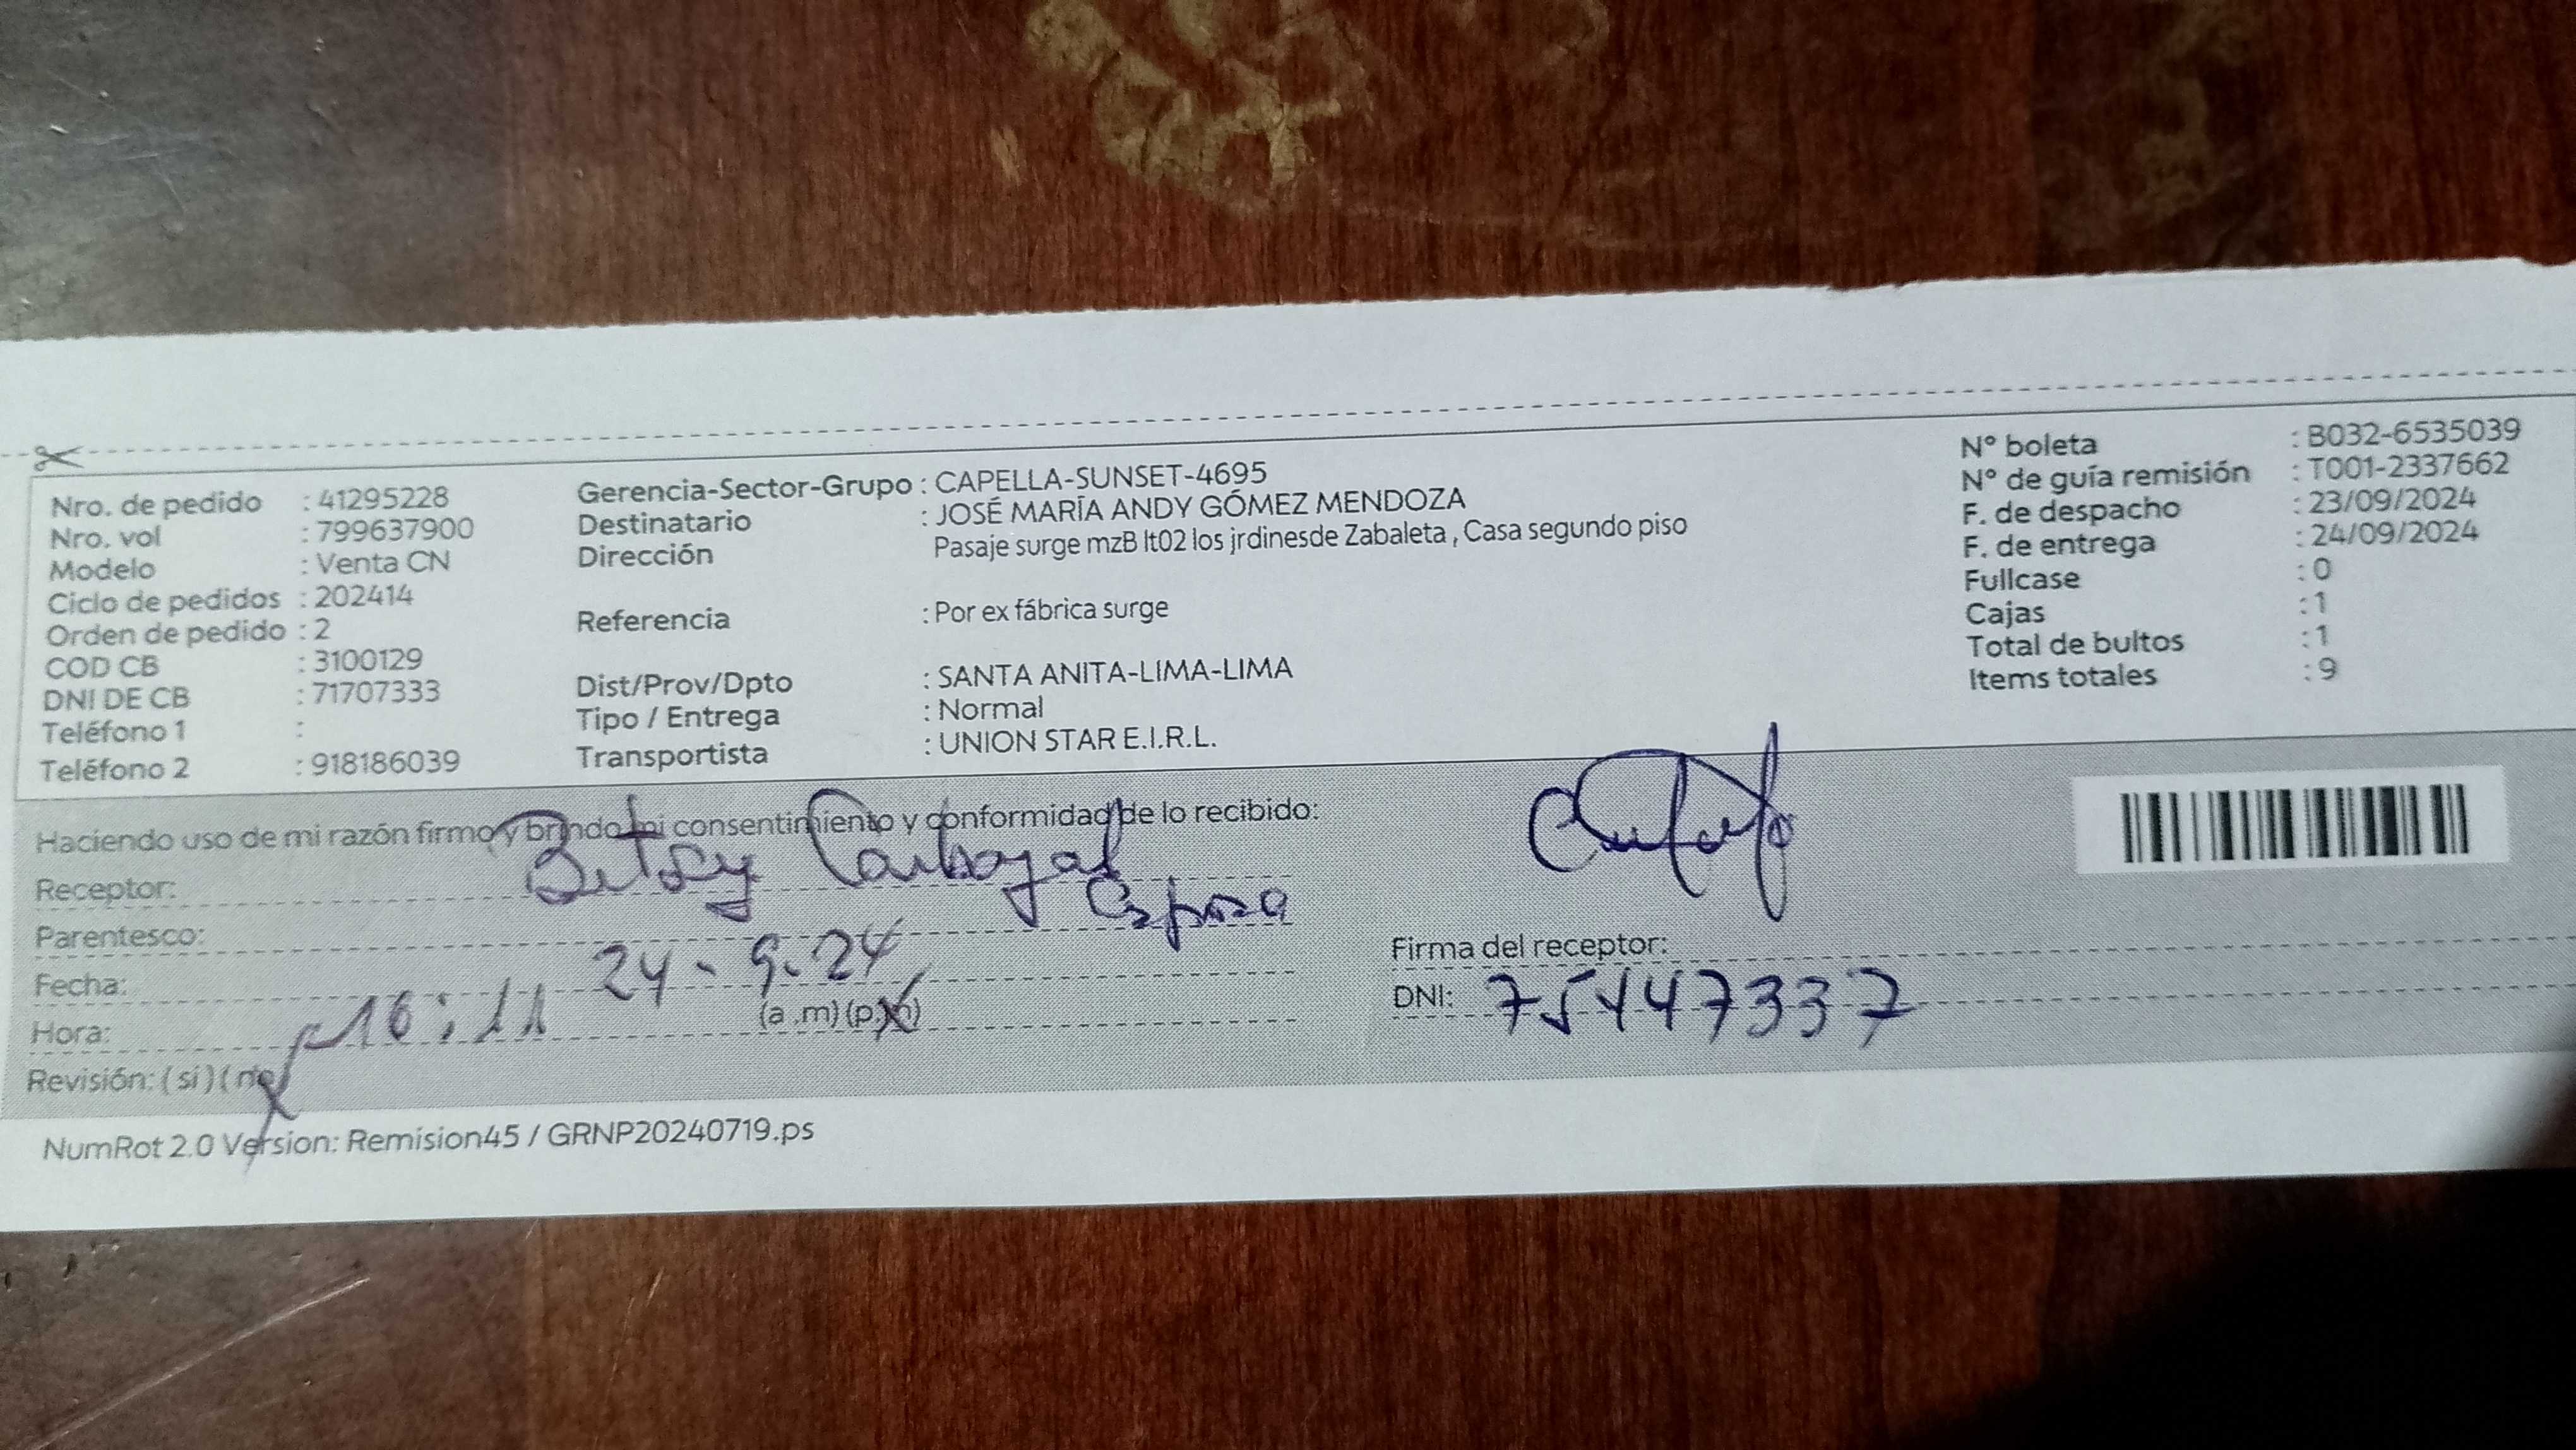 Nro. de pedido : 41295228
Nro. vol : 799637900
Modelo : Venta CN
Ciclo de pedidos : 202414
Orden de pedido : 2
COD CB : 3100129
DNI DE CB : 71707333
Teléfono 1 :
Teléfono 2 : 918186039
Gerencia-Sector-Grupo : CAPELLA-SUNSET-4695
Destinatario : JOSÉ MARÍA ANDY GÓMEZ MENDOZA
Dirección Pasaje surge mzB lt02 los jrdinesde Zabaleta , Casa segundo piso
Referencia : Por ex fábrica surge
Dist/Prov/Dpto : SANTA ANITA-LIMA-LIMA
Tipo / Entrega : Normal
Transportista : UNION STAR E.I.R.L.
N° boleta : B032-6535039
N° de guía remisión : T001-2337662
F. de despacho : 23/09/2024
F. de entrega : 24/09/2024
Fullcase : 0
Cajas : 1
Total de bultos : 1
Items totales : 9
Haciendo uso de mi razón firmo y brindo mi consentimiento y conformidad de lo recibido:
Receptor: Betsy Carbajal
Parentesco: Esposa
Fecha: 24-9-24
Hora: 16:11 (a .m) (p.m)
Revisión: (si) (no)
Firma del receptor:
DNI: 75447337
NumRot 2.0 Version: Remision45 / GRNP20240719.ps